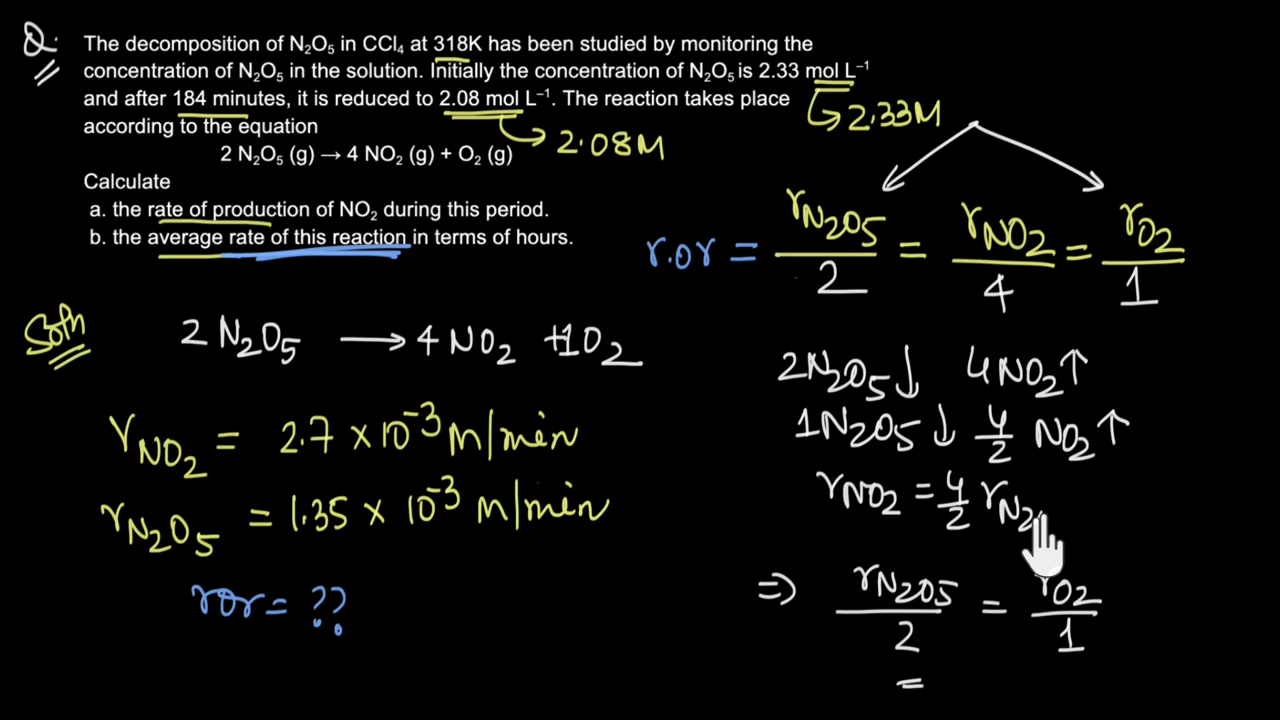 Q. The decomposition of N₂O₅ in CCl₄ at 318K has been studied by monitoring the
concentration of N₂O₅ in the solution. Initially the concentration of N₂O₅ is 2.33 mol L⁻¹
and after 184 minutes, it is reduced to 2.08 mol L⁻¹. The reaction takes place
→ 2.33M
according to the equation
→ 2.08M
2 N₂O₅ (g) → 4 NO₂ (g) + O₂ (g)
Calculate
a. the rate of production of NO₂ during this period.
b. the average rate of this reaction in terms of hours.
r.o.r = rN₂O₅/2 = rNO₂/4 = rO₂/1
Soln
2 N₂O₅ → 4 NO₂ + 1O₂
rNO₂ = 2.7 × 10⁻³ M/min
rN₂O₅ = 1.35 × 10⁻³ M/min
ror = ??
2N₂O₅↓ 4NO₂↑
1N₂O₅↓ 4/2 NO₂↑
rNO₂ = 4/2 rN₂
⇒ rN₂O₅/2 = rO₂/1